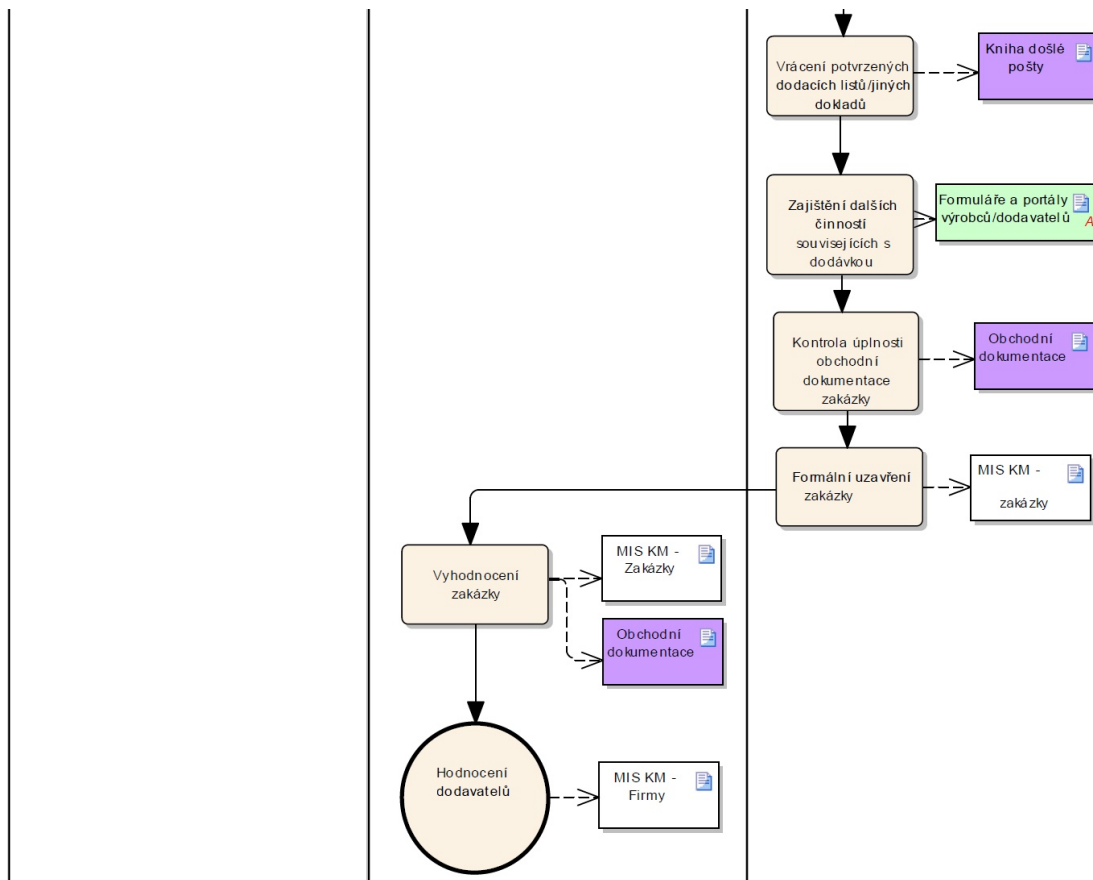 Vrácení potvrzených
dodacích listů/jiných
dokladů
Kniha došlé
pošty
Zajištění dalších
činností
souvisejících s
dodávkou
Formuláře a portály
výrobců/dodavatelů
A
Kontrola úplnosti
obchodní
dokumentace
zakázky
Obchodní
dokumentace
Formální uzavření
zakázky
MIS KM -
zakázky
Vyhodnocení
zakázky
MIS KM -
Zakázky
Obchodní
dokumentace
Hodnocení
dodavatelů
MIS KM -
Firmy